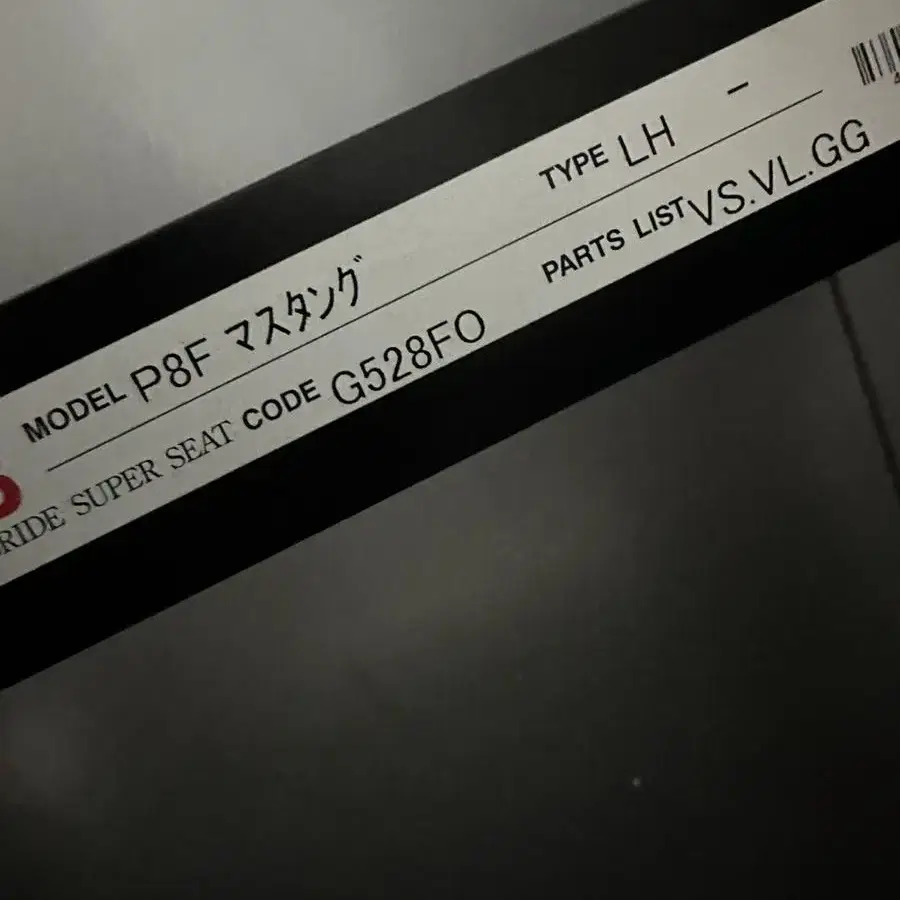 MODEL P8F マスタング TYPE LH -
RIDE SUPER SEAT CODE G528FO PARTS LIST VS.VL.GG